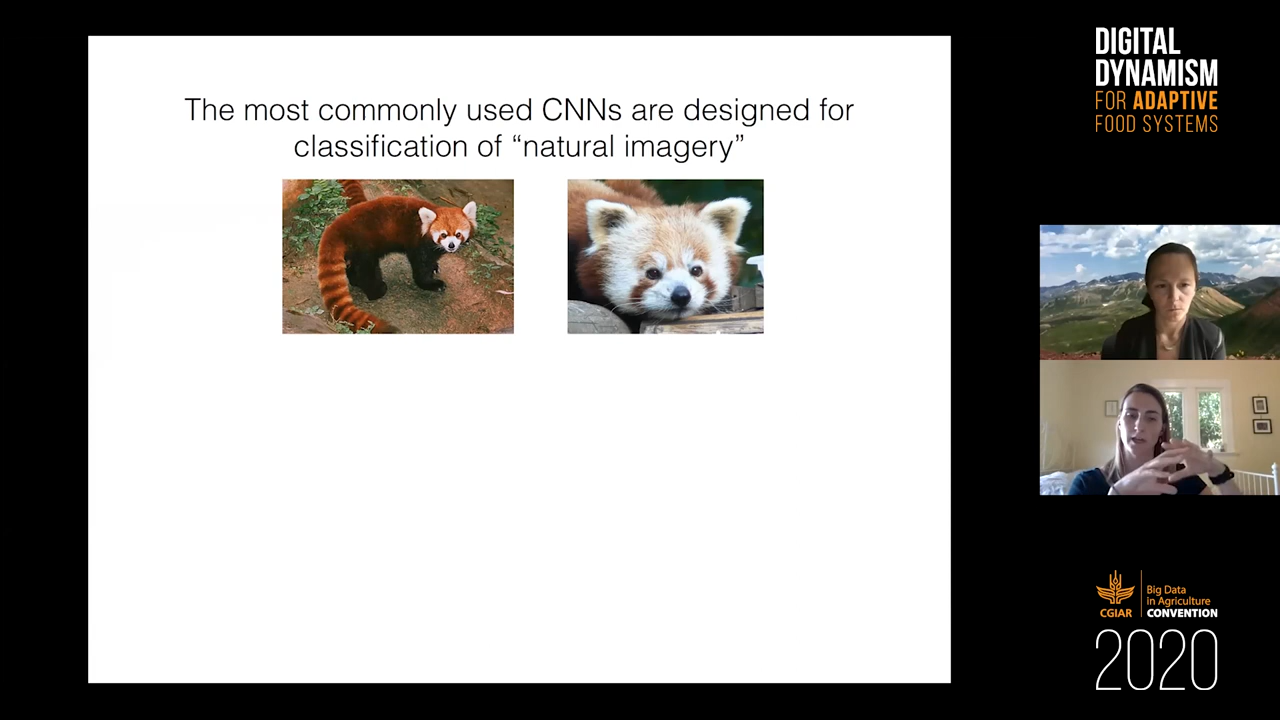 The most commonly used CNNs are designed for
classification of “natural imagery”
DIGITAL
DYNAMISM
FOR ADAPTIVE
FOOD SYSTEMS
CGIAR
Big Data
in Agriculture
CONVENTION
2020